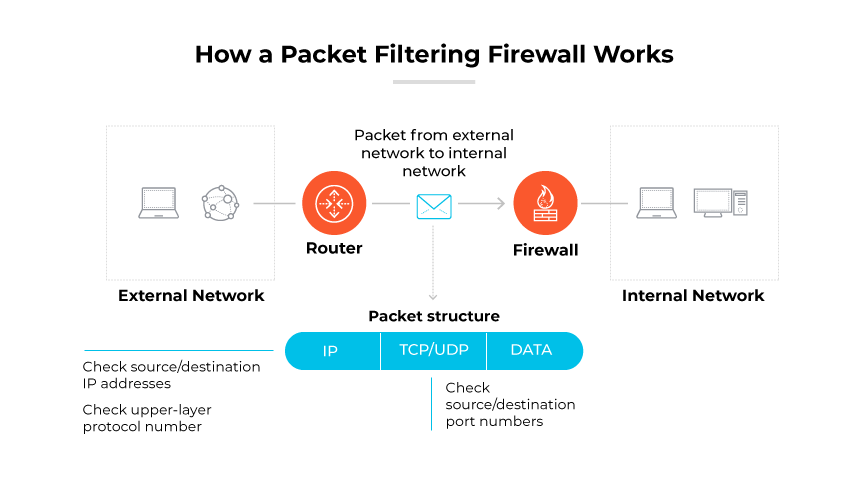 How a Packet Filtering Firewall Works
Packet from external
network to internal
network
Router
Firewall
External Network
Internal Network
Packet structure
IP
TCP/UDP
DATA
Check source/destination
IP addresses
Check upper-layer
protocol number
Check
source/destination
port numbers